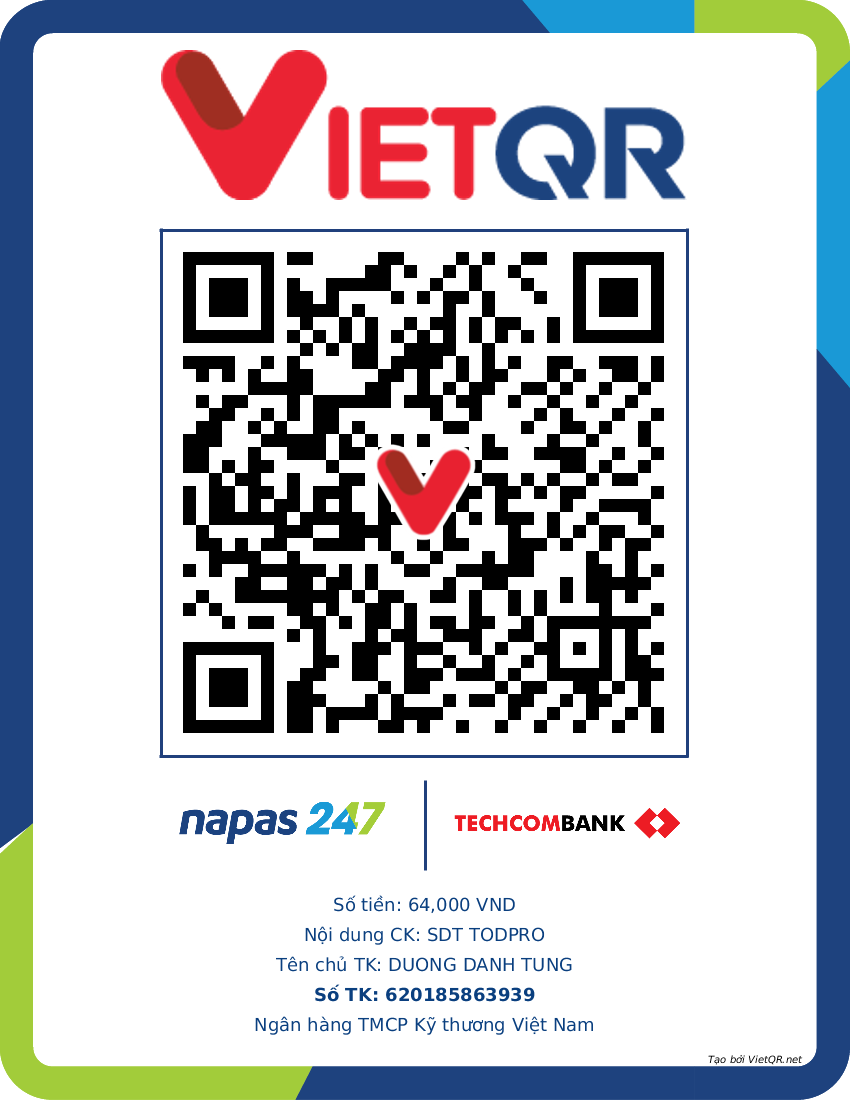 VIETQR
napas 247
TECHCOMBANK
Số tiền: 64,000 VND
Nội dung CK: SDT TODPRO
Tên chủ TK: DUONG DANH TUNG
Số TK: 620185863939
Ngân hàng TMCP Kỹ thương Việt Nam
Tạo bởi VietQR.net